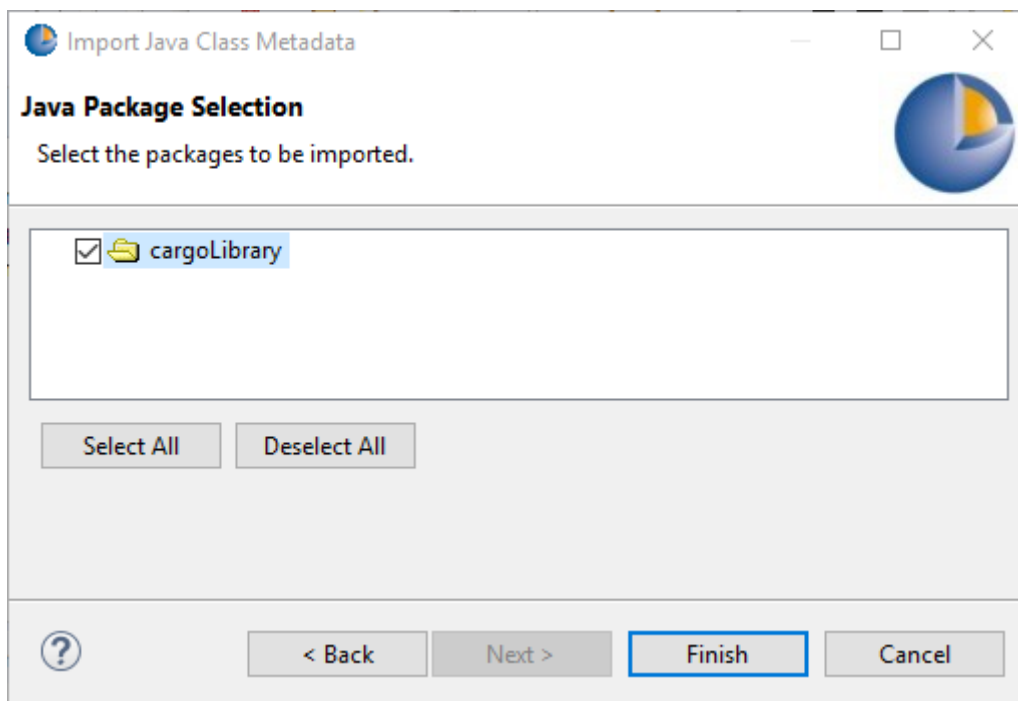 Import Java Class Metadata
Java Package Selection
Select the packages to be imported.
cargoLibrary
Select All Deselect All
? < Back Next > Finish Cancel